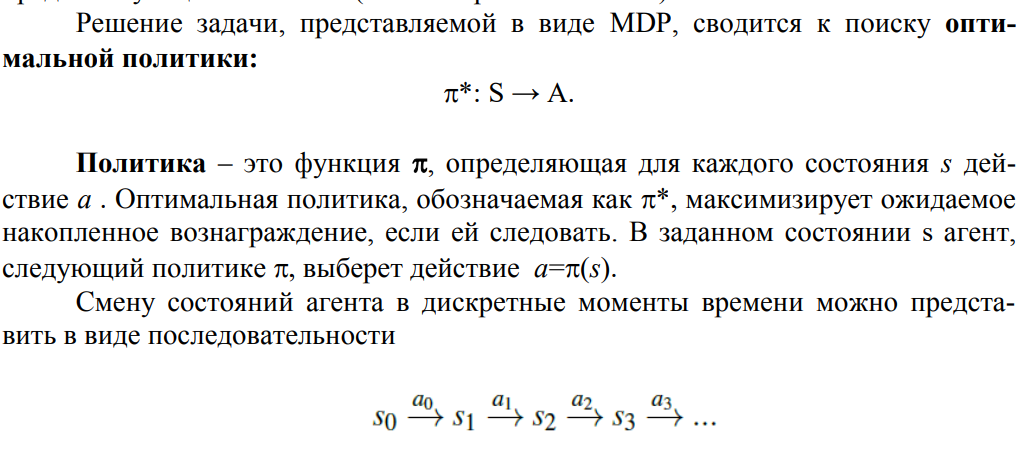 Решение задачи, представляемой в виде MDP, сводится к поиску опти-
мальной политики:
π*: S → A.
Политика – это функция π, определяющая для каждого состояния s дей-
ствие a . Оптимальная политика, обозначаемая как π*, максимизирует ожидаемое
накопленное вознаграждение, если ей следовать. В заданном состоянии s агент,
следующий политике π, выберет действие a=π(s).
Смену состояний агента в дискретные моменты времени можно предста-
вить в виде последовательности
s₀ —a₀→ s₁ —a₁→ s₂ —a₂→ s₃ —a₃→ ...